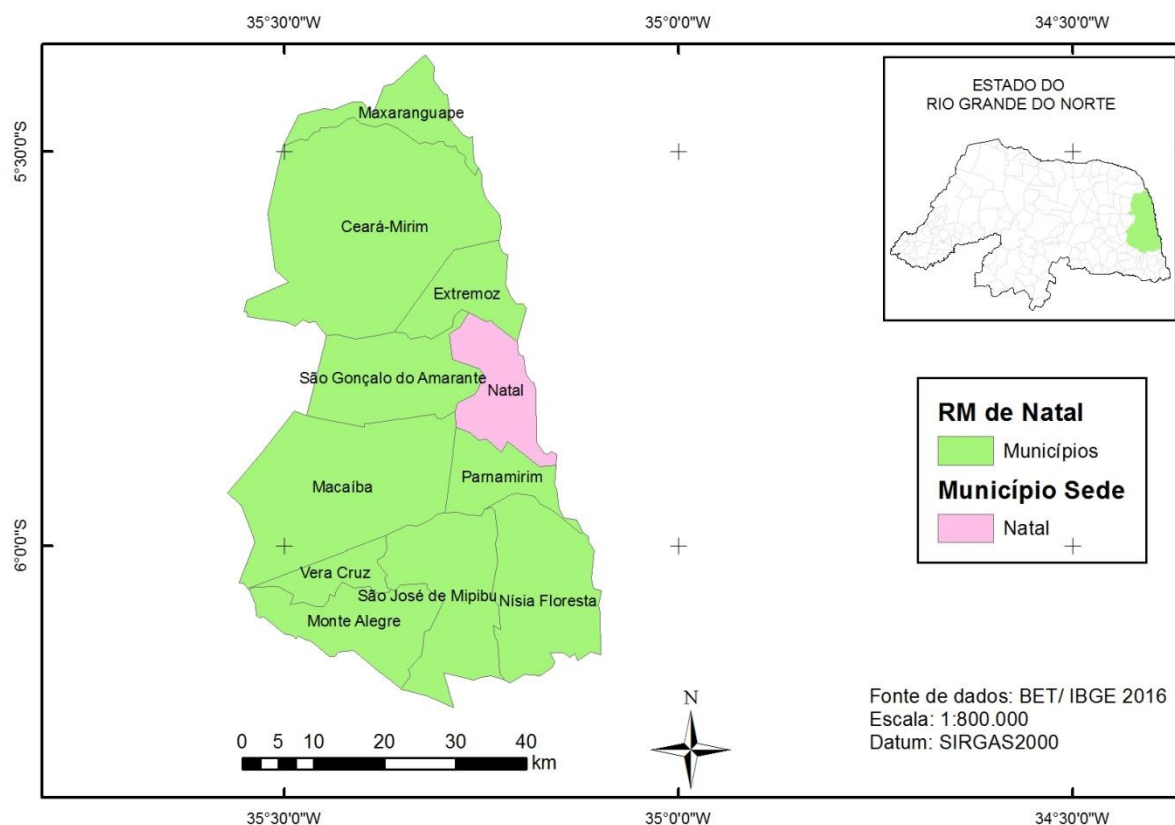 35°30'0"W
35°0'0"W
34°30'0"W
5°30'0"S
6°0'0"S
Maxaranguape
Ceará-Mirim
Extremoz
São Gonçalo do Amarante
Natal
Macaíba
Parnamirim
Vera Cruz
São José de Mipibu
Nísia Floresta
Monte Alegre
ESTADO DO
RIO GRANDE DO NORTE
RM de Natal
Municípios
Município Sede
Natal
0 5 10 20 30 40
km
N
Fonte de dados: BET/ IBGE 2016
Escala: 1:800.000
Datum: SIRGAS2000
35°30'0"W
35°0'0"W
34°30'0"W